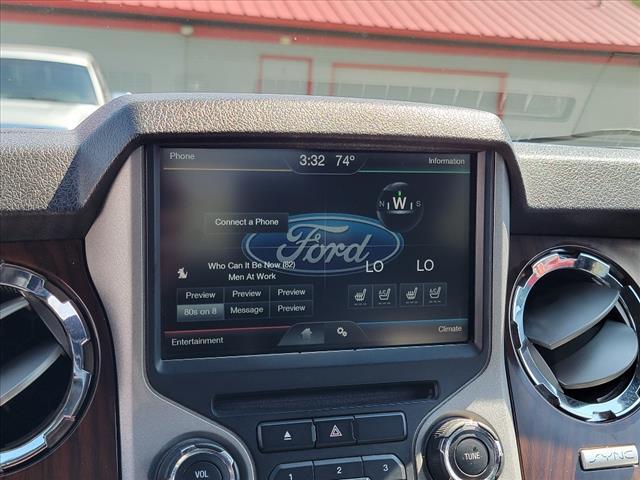 Phone 3:32 74° Information
N W S
Connect a Phone
Ford
Who Can It Be Now (82)
Men At Work
LO LO
Preview Preview Preview
80s on 8 Message Preview
Entertainment Climate
VOL
TUNE
1 2 3
SYNC